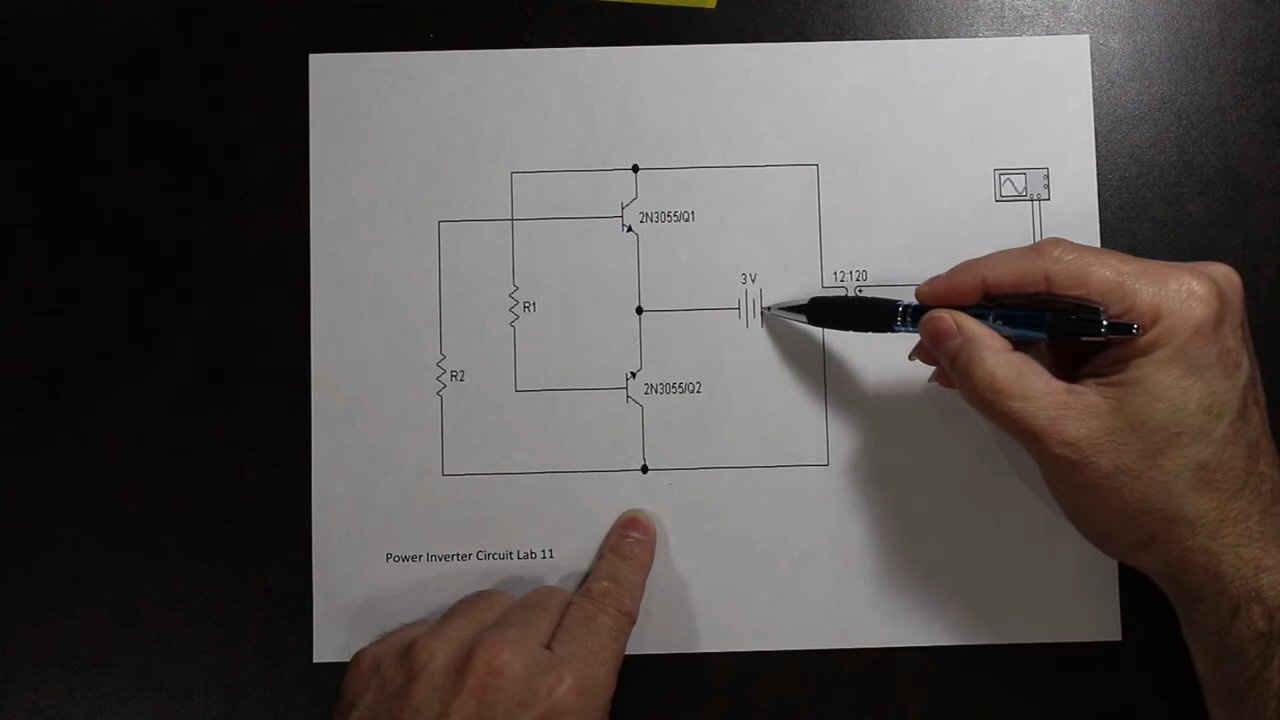 2N3055/Q1
3 V
12:120
R1
R2
2N3055/Q2
Power Inverter Circuit Lab 11